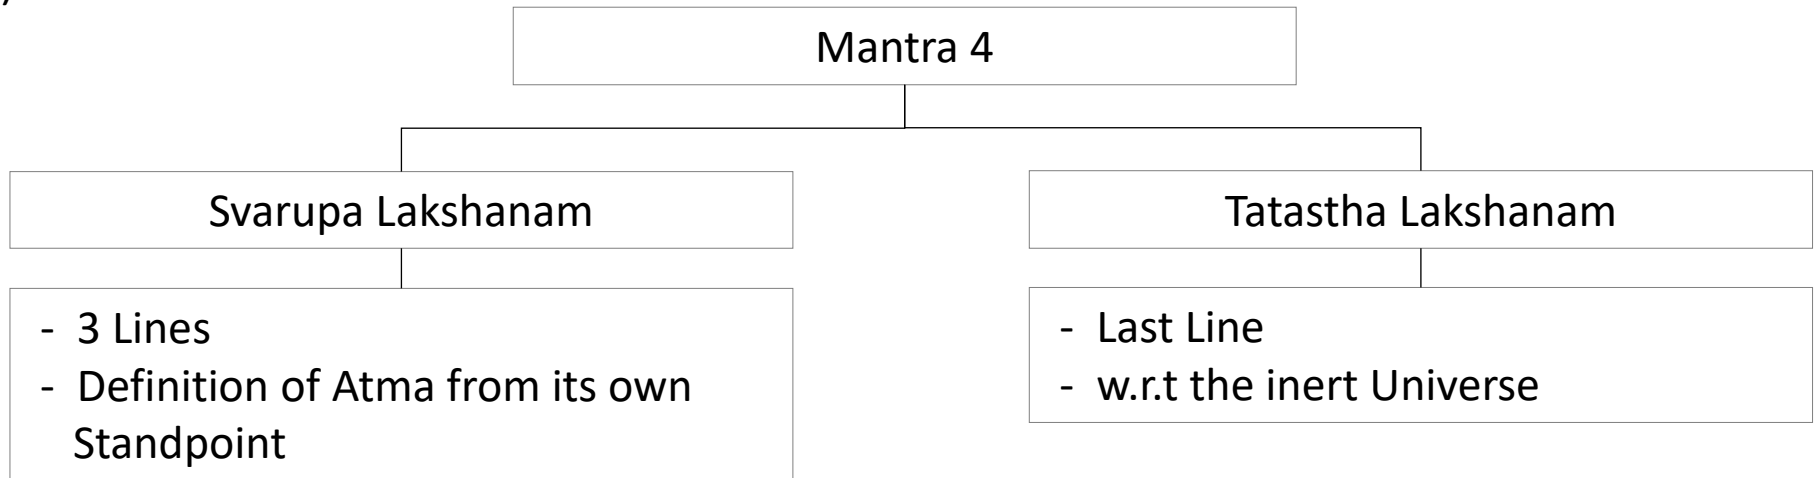 Mantra 4
Svarupa Lakshanam
Tatastha Lakshanam
- 3 Lines
- Definition of Atma from its own
Standpoint
- Last Line
- w.r.t the inert Universe